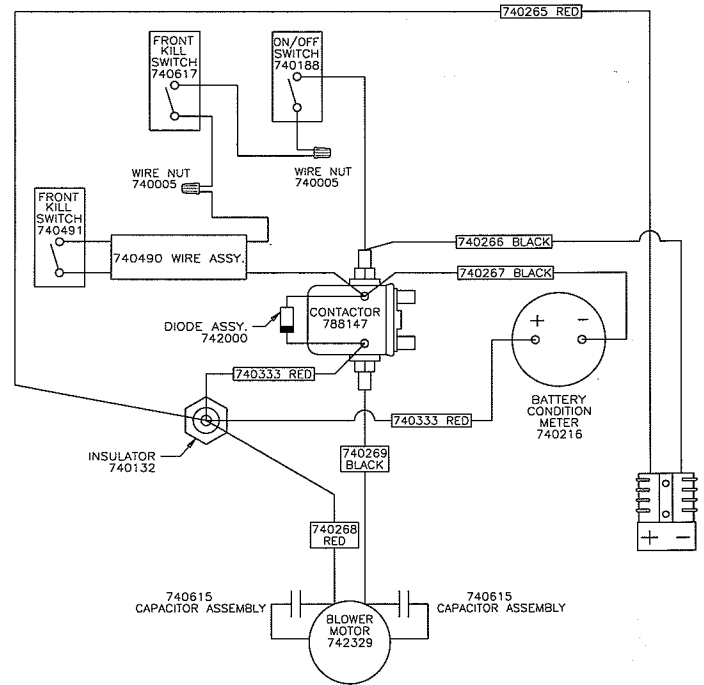 740265 RED
FRONT
KILL
SWITCH
740617
ON/OFF
SWITCH
740188
WIRE NUT
740005
WIRE NUT
740005
FRONT
KILL
SWITCH
740491
740490 WIRE ASSY.
740266 BLACK
740267 BLACK
CONTACTOR
788147
DIODE ASSY.
742000
+ −
BATTERY
CONDITION
METER
740216
740333 RED
740333 RED
INSULATOR
740132
740269
BLACK
740268
RED
+ −
740615
CAPACITOR ASSEMBLY
740615
CAPACITOR ASSEMBLY
BLOWER
MOTOR
742329